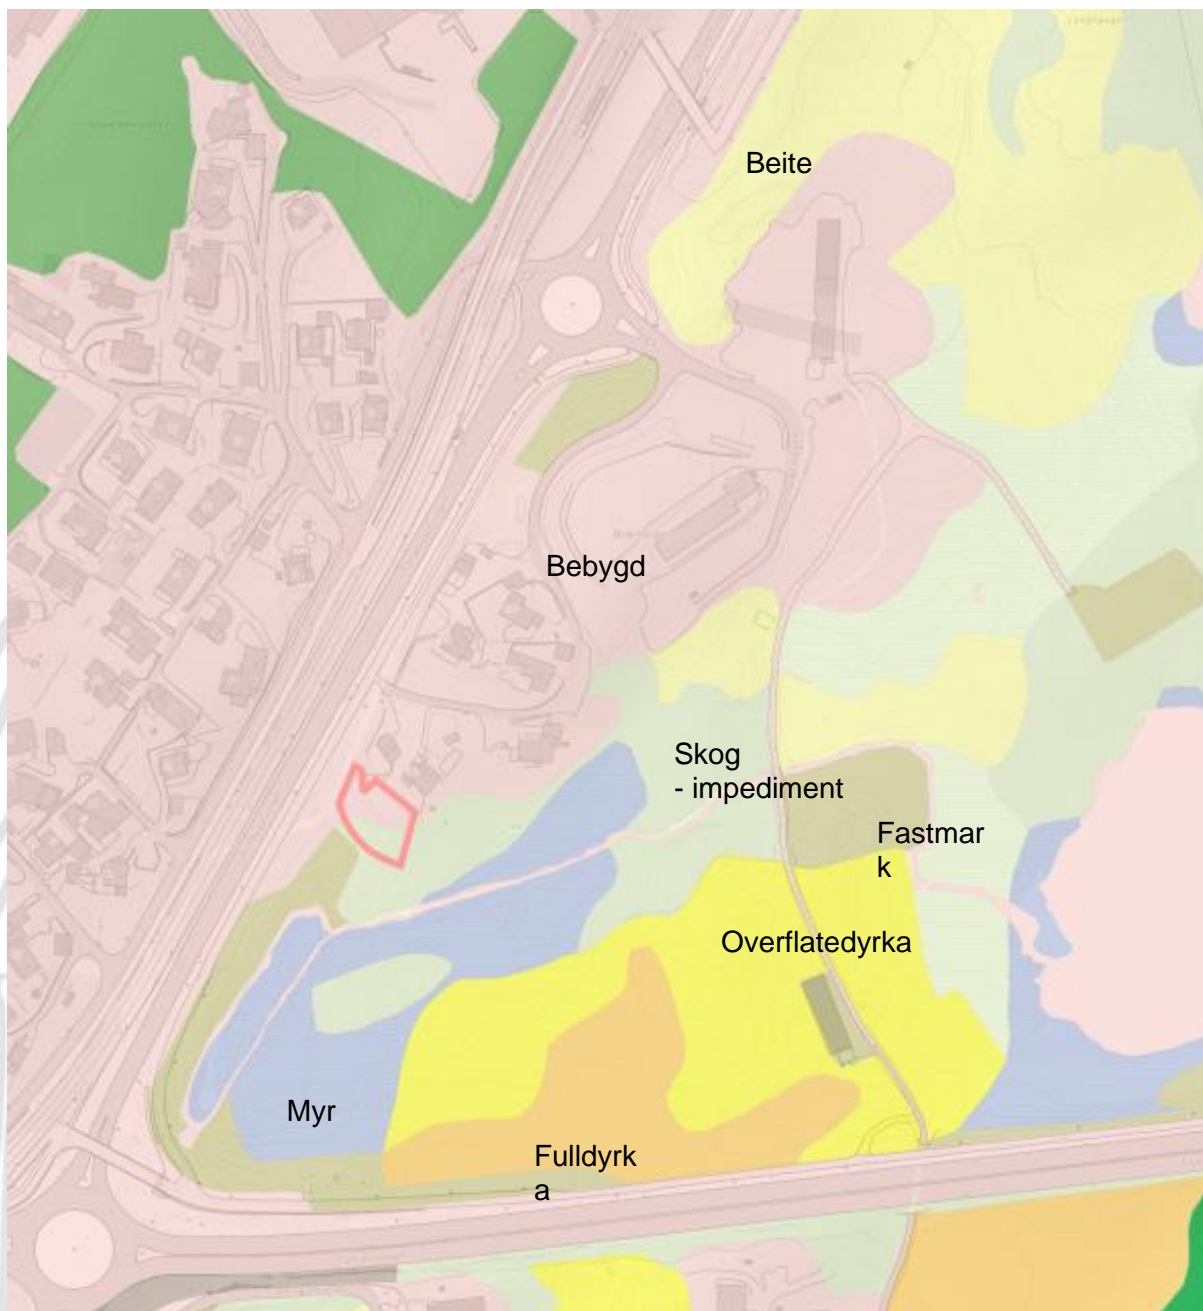 Beite
Bebygd
Skog
- impediment
Fastmar
k
Overflatedyrka
Myr
Fulldyrk
a